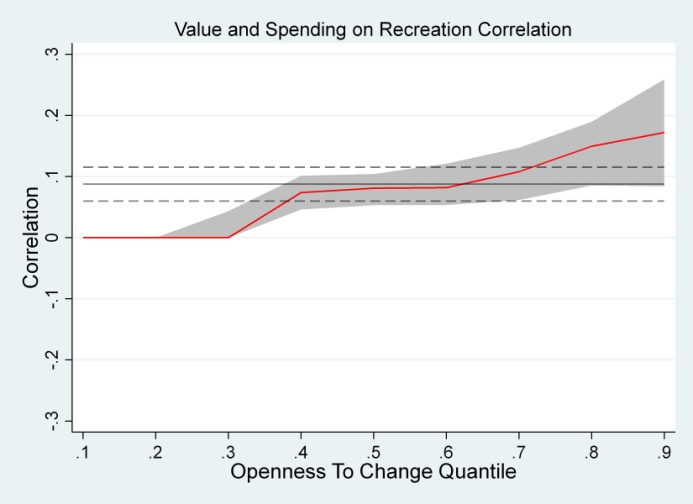 Value and Spending on Recreation Correlation
.3
.2
.1
0
-.1
-.2
-.3
Correlation
.1 .2 .3 .4 .5 .6 .7 .8 .9
Openness To Change Quantile